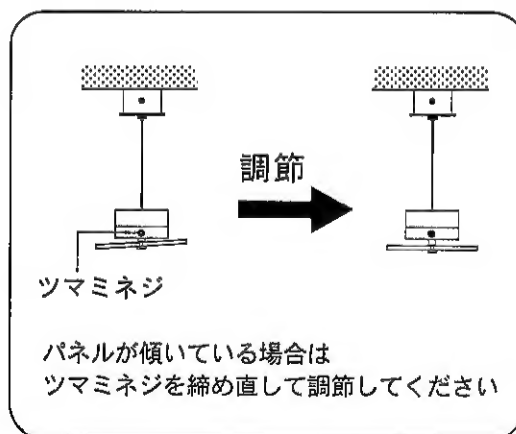 調節
ツマミネジ
パネルが傾いている場合は
ツマミネジを締め直して調節してください